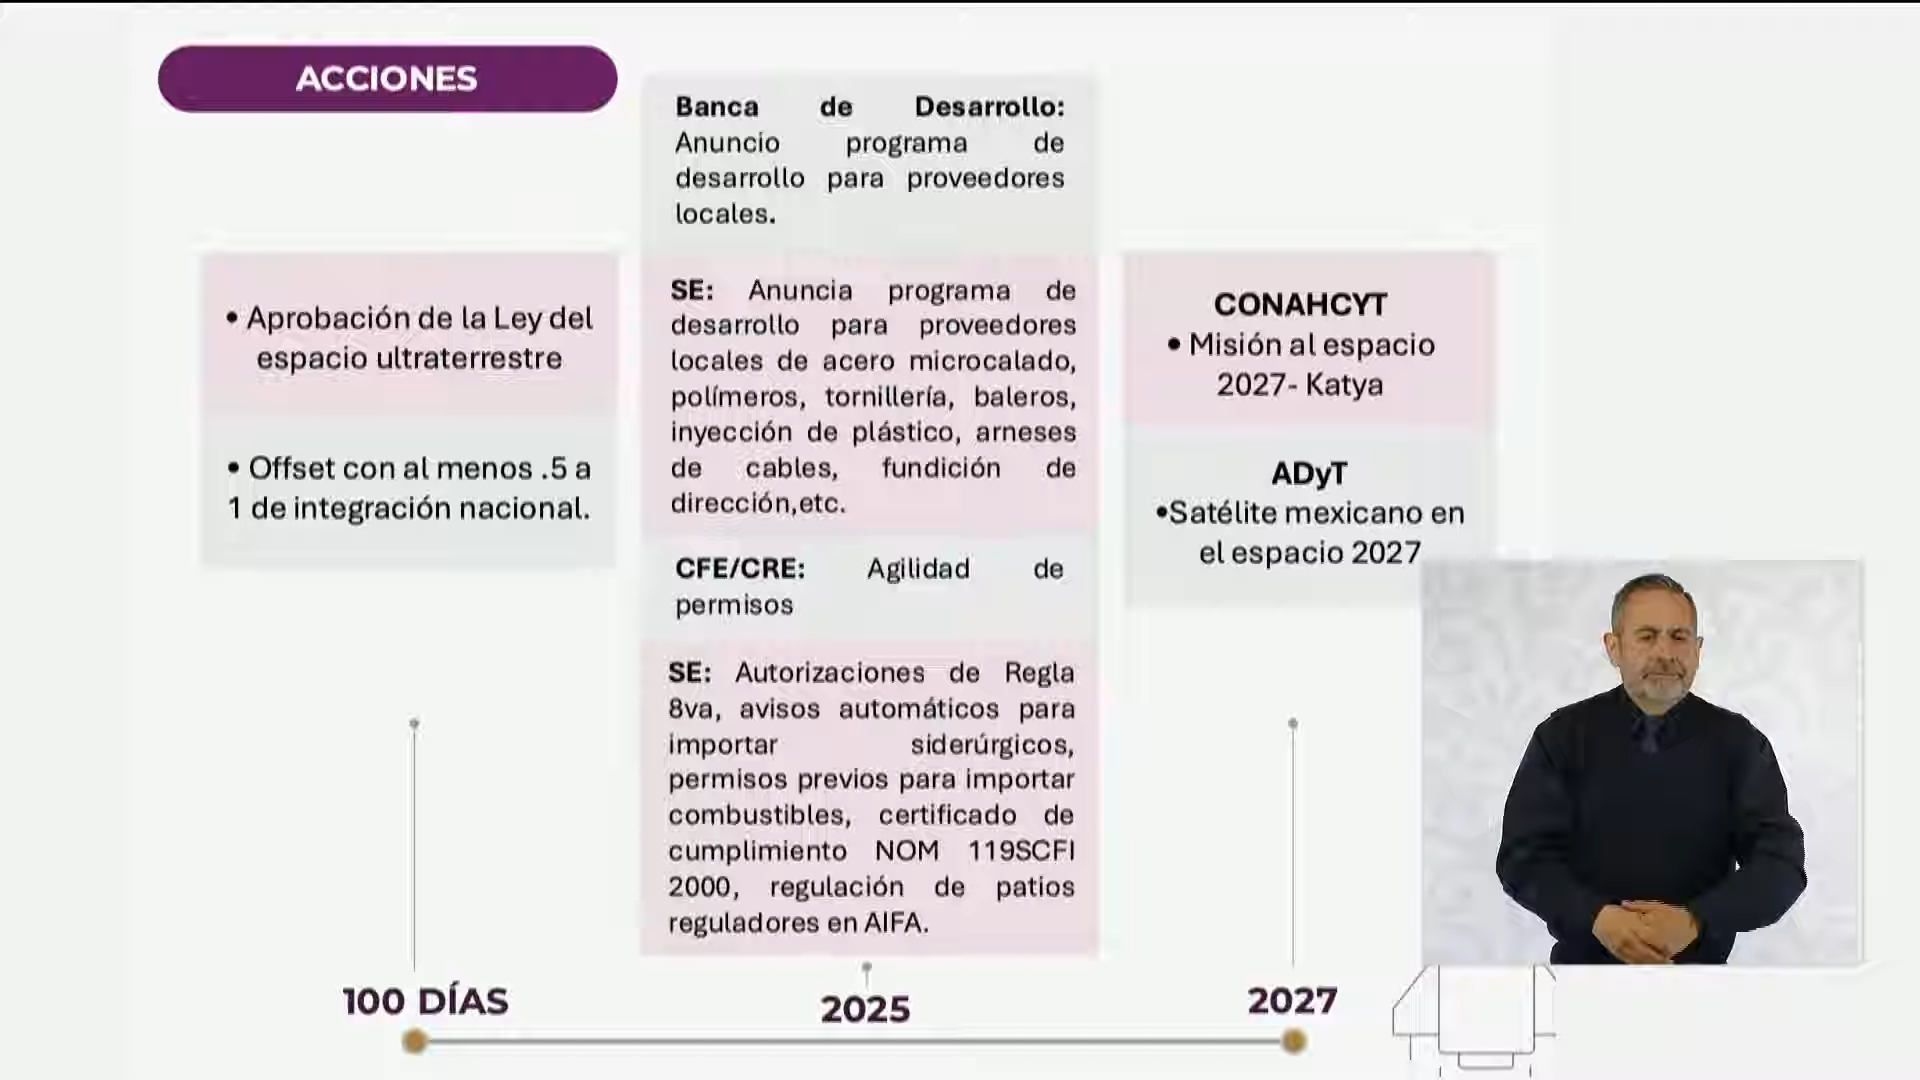 ACCIONES
• Aprobación de la Ley del
espacio ultraterrestre
• Offset con al menos .5 a
1 de integración nacional.
100 DÍAS
Banca de Desarrollo:
Anuncio programa de
desarrollo para proveedores
locales.
SE: Anuncia programa de
desarrollo para proveedores
locales de acero microcalado,
polímeros, tornillería, baleros,
inyección de plástico, arneses
de cables, fundición de
dirección,etc.
CFE/CRE: Agilidad de
permisos
SE: Autorizaciones de Regla
8va, avisos automáticos para
importar siderúrgicos,
permisos previos para importar
combustibles, certificado de
cumplimiento NOM 119SCFI
2000, regulación de patios
reguladores en AIFA.
2025
CONAHCYT
• Misión al espacio
2027- Katya
ADyT
•Satélite mexicano en
el espacio 2027
2027